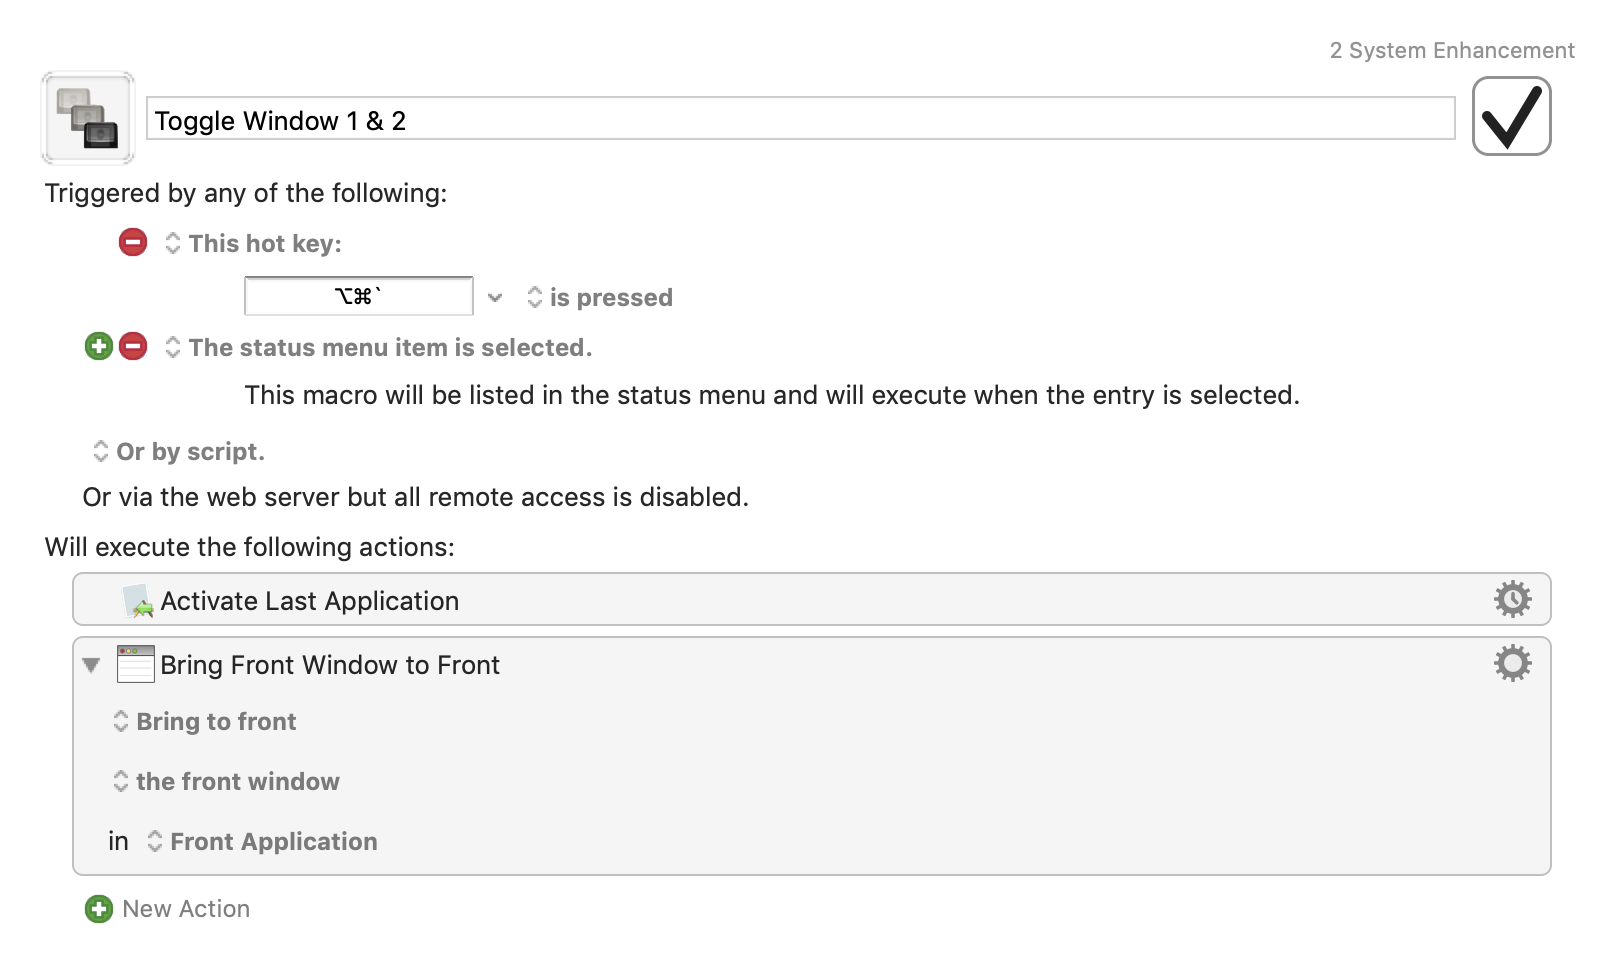 2 System Enhancement
Toggle Window 1 & 2
Triggered by any of the following:
This hot key:
⌥⌘` is pressed
The status menu item is selected.
This macro will be listed in the status menu and will execute when the entry is selected.
Or by script.
Or via the web server but all remote access is disabled.
Will execute the following actions:
Activate Last Application
Bring Front Window to Front
Bring to front
the front window
in Front Application
New Action